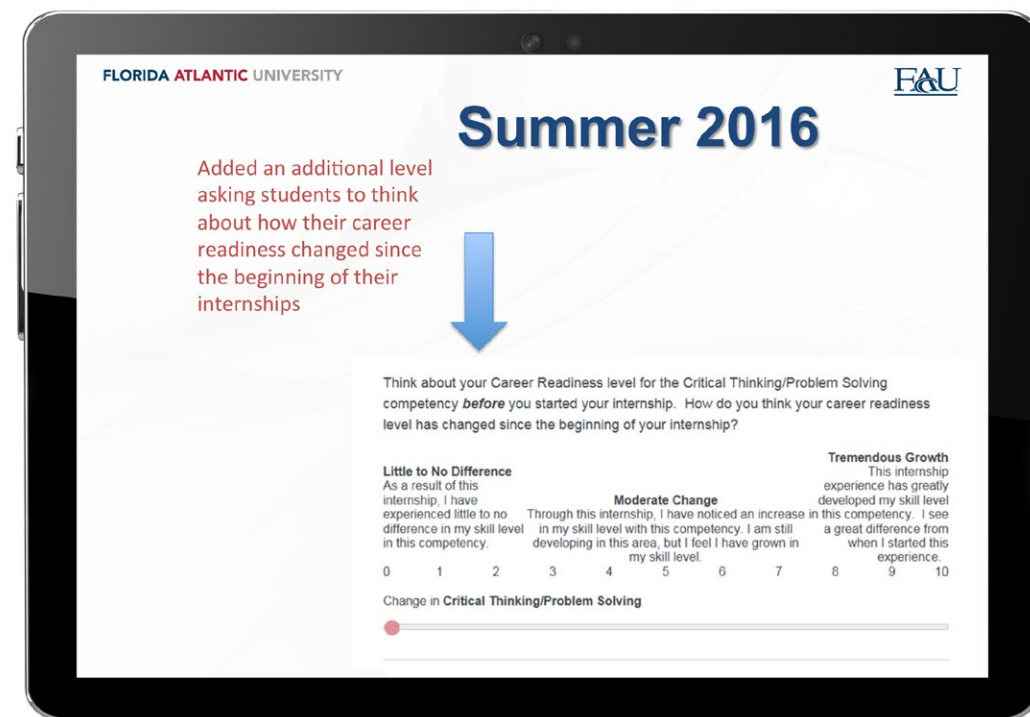 FLORIDA ATLANTIC UNIVERSITY
FAU
Summer 2016
Added an additional level
asking students to think
about how their career
readiness changed since
the beginning of their
internships
Think about your Career Readiness level for the Critical Thinking/Problem Solving
competency before you started your internship. How do you think your career readiness
level has changed since the beginning of your internship?
Little to No Difference
As a result of this
internship, I have
experienced little to no
difference in my skill level
in this competency.
Moderate Change
Through this internship, I have noticed an increase
in my skill level with this competency. I am still
developing in this area, but I feel I have grown in
my skill level.
Tremendous Growth
This internship
experience has greatly
developed my skill level
in this competency. I see
a great difference from
when I started this
experience.
0 1 2 3 4 5 6 7 8 9 10
Change in Critical Thinking/Problem Solving